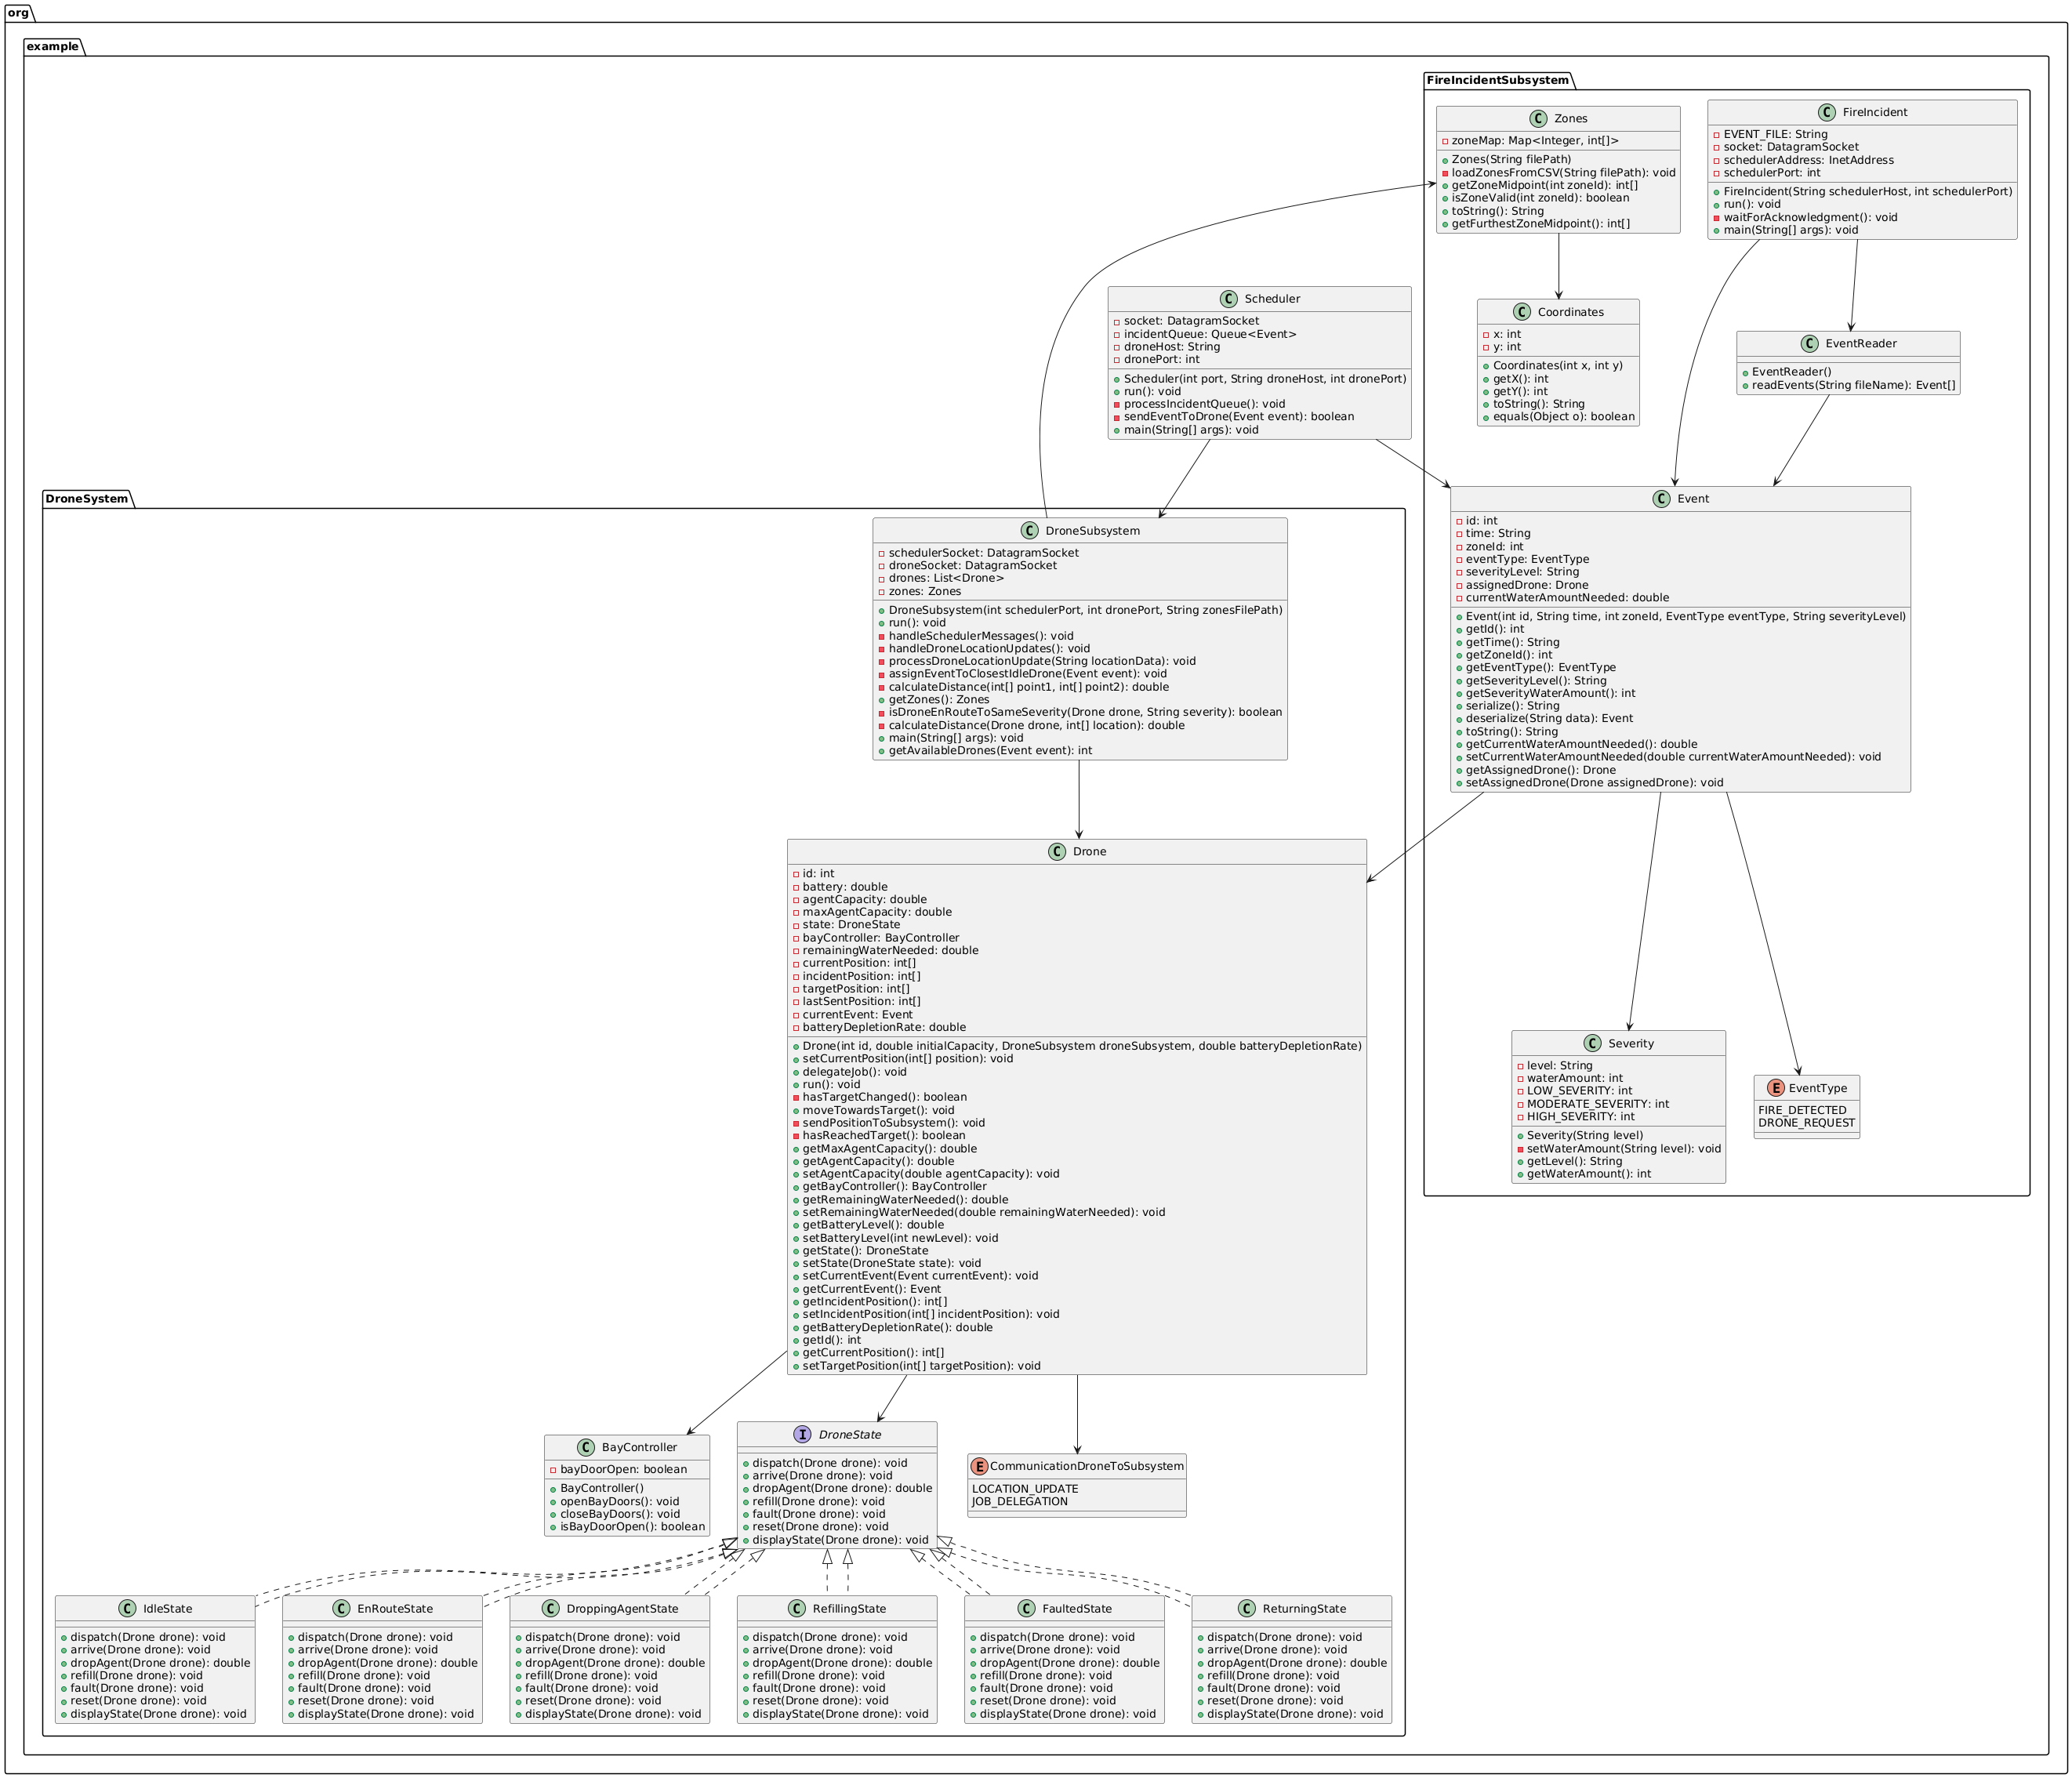 org
example
FireIncidentSubsystem
Zones
zoneMap: Map<Integer, int[]>
Zones(String filePath)
loadZonesFromCSV(String filePath): void
getZoneMidpoint(int zoneId): int[]
isZoneValid(int zoneId): boolean
toString(): String
getFurthestZoneMidpoint(): int[]
FireIncident
EVENT_FILE: String
socket: DatagramSocket
schedulerAddress: InetAddress
schedulerPort: int
FireIncident(String schedulerHost, int schedulerPort)
run(): void
waitForAcknowledgment(): void
main(String[] args): void
Scheduler
socket: DatagramSocket
incidentQueue: Queue<Event>
droneHost: String
dronePort: int
Scheduler(int port, String droneHost, int dronePort)
run(): void
processIncidentQueue(): void
sendEventToDrone(Event event): boolean
main(String[] args): void
Coordinates
x: int
y: int
Coordinates(int x, int y)
getX(): int
getY(): int
toString(): String
equals(Object o): boolean
EventReader
EventReader()
readEvents(String fileName): Event[]
DroneSystem
DroneSubsystem
schedulerSocket: DatagramSocket
droneSocket: DatagramSocket
drones: List<Drone>
zones: Zones
DroneSubsystem(int schedulerPort, int dronePort, String zonesFilePath)
run(): void
handleSchedulerMessages(): void
handleDroneLocationUpdates(): void
processDroneLocationUpdate(String locationData): void
assignEventToClosestIdleDrone(Event event): void
calculateDistance(int[] point1, int[] point2): double
getZones(): Zones
isDroneEnRouteToSameSeverity(Drone drone, String severity): boolean
calculateDistance(Drone drone, int[] location): double
main(String[] args): void
getAvailableDrones(Event event): int
Event
id: int
time: String
zoneId: int
eventType: EventType
severityLevel: String
assignedDrone: Drone
currentWaterAmountNeeded: double
Event(int id, String time, int zoneId, EventType eventType, String severityLevel)
getId(): int
getTime(): String
getZoneId(): int
getEventType(): EventType
getSeverityLevel(): String
getSeverityWaterAmount(): int
serialize(): String
deserialize(String data): Event
toString(): String
getCurrentWaterAmountNeeded(): double
setCurrentWaterAmountNeeded(double currentWaterAmountNeeded): void
getAssignedDrone(): Drone
setAssignedDrone(Drone assignedDrone): void
Drone
id: int
battery: double
agentCapacity: double
maxAgentCapacity: double
state: DroneState
bayController: BayController
remainingWaterNeeded: double
currentPosition: int[]
incidentPosition: int[]
targetPosition: int[]
lastSentPosition: int[]
currentEvent: Event
batteryDepletionRate: double
Drone(int id, double initialCapacity, DroneSubsystem droneSubsystem, double batteryDepletionRate)
setCurrentPosition(int[] position): void
delegateJob(): void
run(): void
hasTargetChanged(): boolean
moveTowardsTarget(): void
sendPositionToSubsystem(): void
hasReachedTarget(): boolean
getMaxAgentCapacity(): double
getAgentCapacity(): double
setAgentCapacity(double agentCapacity): void
getBayController(): BayController
getRemainingWaterNeeded(): double
setRemainingWaterNeeded(double remainingWaterNeeded): void
getBatteryLevel(): double
setBatteryLevel(int newLevel): void
getState(): DroneState
setState(DroneState state): void
setCurrentEvent(Event currentEvent): void
getCurrentEvent(): Event
getIncidentPosition(): int[]
setIncidentPosition(int[] incidentPosition): void
getBatteryDepletionRate(): double
getId(): int
getCurrentPosition(): int[]
setTargetPosition(int[] targetPosition): void
Severity
level: String
waterAmount: int
LOW_SEVERITY: int
MODERATE_SEVERITY: int
HIGH_SEVERITY: int
Severity(String level)
setWaterAmount(String level): void
getLevel(): String
getWaterAmount(): int
EventType
FIRE_DETECTED
DRONE_REQUEST
BayController
bayDoorOpen: boolean
BayController()
openBayDoors(): void
closeBayDoors(): void
isBayDoorOpen(): boolean
DroneState
dispatch(Drone drone): void
arrive(Drone drone): void
dropAgent(Drone drone): double
refill(Drone drone): void
fault(Drone drone): void
reset(Drone drone): void
displayState(Drone drone): void
CommunicationDroneToSubsystem
LOCATION_UPDATE
JOB_DELEGATION
IdleState
dispatch(Drone drone): void
arrive(Drone drone): void
dropAgent(Drone drone): double
refill(Drone drone): void
fault(Drone drone): void
reset(Drone drone): void
displayState(Drone drone): void
EnRouteState
dispatch(Drone drone): void
arrive(Drone drone): void
dropAgent(Drone drone): double
refill(Drone drone): void
fault(Drone drone): void
reset(Drone drone): void
displayState(Drone drone): void
DroppingAgentState
dispatch(Drone drone): void
arrive(Drone drone): void
dropAgent(Drone drone): double
refill(Drone drone): void
fault(Drone drone): void
reset(Drone drone): void
displayState(Drone drone): void
RefillingState
dispatch(Drone drone): void
arrive(Drone drone): void
dropAgent(Drone drone): double
refill(Drone drone): void
fault(Drone drone): void
reset(Drone drone): void
displayState(Drone drone): void
FaultedState
dispatch(Drone drone): void
arrive(Drone drone): void
dropAgent(Drone drone): double
refill(Drone drone): void
fault(Drone drone): void
reset(Drone drone): void
displayState(Drone drone): void
ReturningState
dispatch(Drone drone): void
arrive(Drone drone): void
dropAgent(Drone drone): double
refill(Drone drone): void
fault(Drone drone): void
reset(Drone drone): void
displayState(Drone drone): void